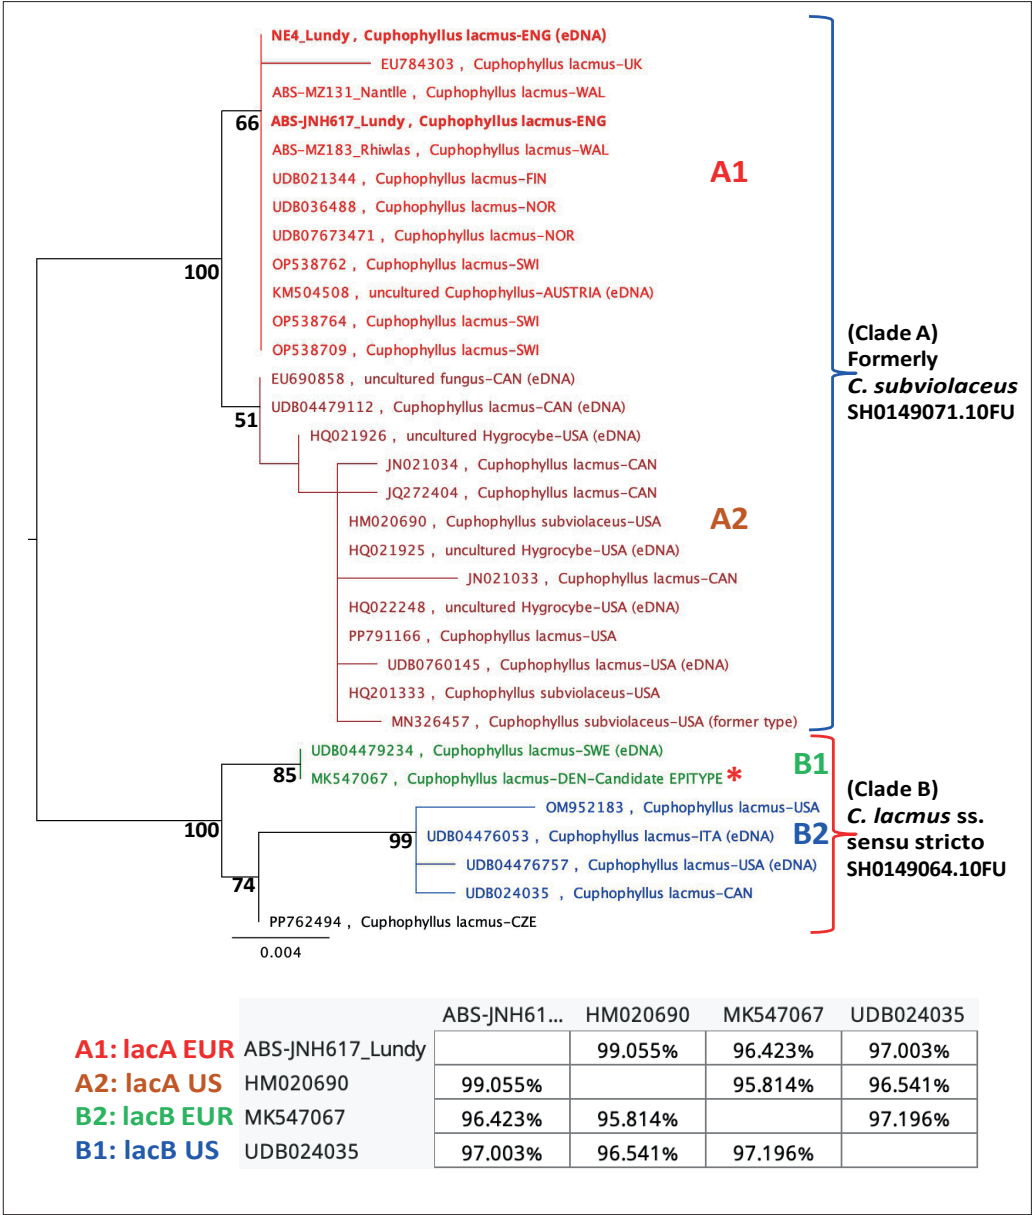 NE4_Lundy , Cuphophyllus lacmus-ENG (eDNA)
EU784303 , Cuphophyllus lacmus-UK
ABS-MZ131_Nantlle , Cuphophyllus lacmus-WAL
66
ABS-JNH617_Lundy , Cuphophyllus lacmus-ENG
ABS-MZ183_Rhiwlas , Cuphophyllus lacmus-WAL
A1
UDB021344 , Cuphophyllus lacmus-FIN
UDB036488 , Cuphophyllus lacmus-NOR
UDB07673471 , Cuphophyllus lacmus-NOR
100
OP538762 , Cuphophyllus lacmus-SWI
KM504508 , uncultured Cuphophyllus-AUSTRIA (eDNA)
OP538764 , Cuphophyllus lacmus-SWI
OP538709 , Cuphophyllus lacmus-SWI
(Clade A)
Formerly
C. subviolaceus
SH0149071.10FU
EU690858 , uncultured fungus-CAN (eDNA)
51
UDB04479112 , Cuphophyllus lacmus-CAN (eDNA)
HQ021926 , uncultured Hygrocybe-USA (eDNA)
JN021034 , Cuphophyllus lacmus-CAN
JQ272404 , Cuphophyllus lacmus-CAN
HM020690 , Cuphophyllus subviolaceus-USA
A2
HQ021925 , uncultured Hygrocybe-USA (eDNA)
JN021033 , Cuphophyllus lacmus-CAN
HQ022248 , uncultured Hygrocybe-USA (eDNA)
PP791166 , Cuphophyllus lacmus-USA
UDB0760145 , Cuphophyllus lacmus-USA (eDNA)
HQ201333 , Cuphophyllus subviolaceus-USA
MN326457 , Cuphophyllus subviolaceus-USA (former type)
UDB04479234 , Cuphophyllus lacmus-SWE (eDNA)
85
MK547067 , Cuphophyllus lacmus-DEN-Candidate EPITYPE *
B1
100
OM952183 , Cuphophyllus lacmus-USA
99
UDB04476053 , Cuphophyllus lacmus-ITA (eDNA)
B2
UDB04476757 , Cuphophyllus lacmus-USA (eDNA)
74
UDB024035 , Cuphophyllus lacmus-CAN
PP762494 , Cuphophyllus lacmus-CZE
(Clade B)
C. lacmus ss.
sensu stricto
SH0149064.10FU
0.004
ABS-JNH61... HM020690 MK547067 UDB024035
A1: lacA EUR ABS-JNH617_Lundy 99.055% 96.423% 97.003%
A2: lacA US HM020690 99.055% 95.814% 96.541%
B2: lacB EUR MK547067 96.423% 95.814% 97.196%
B1: lacB US UDB024035 97.003% 96.541% 97.196%